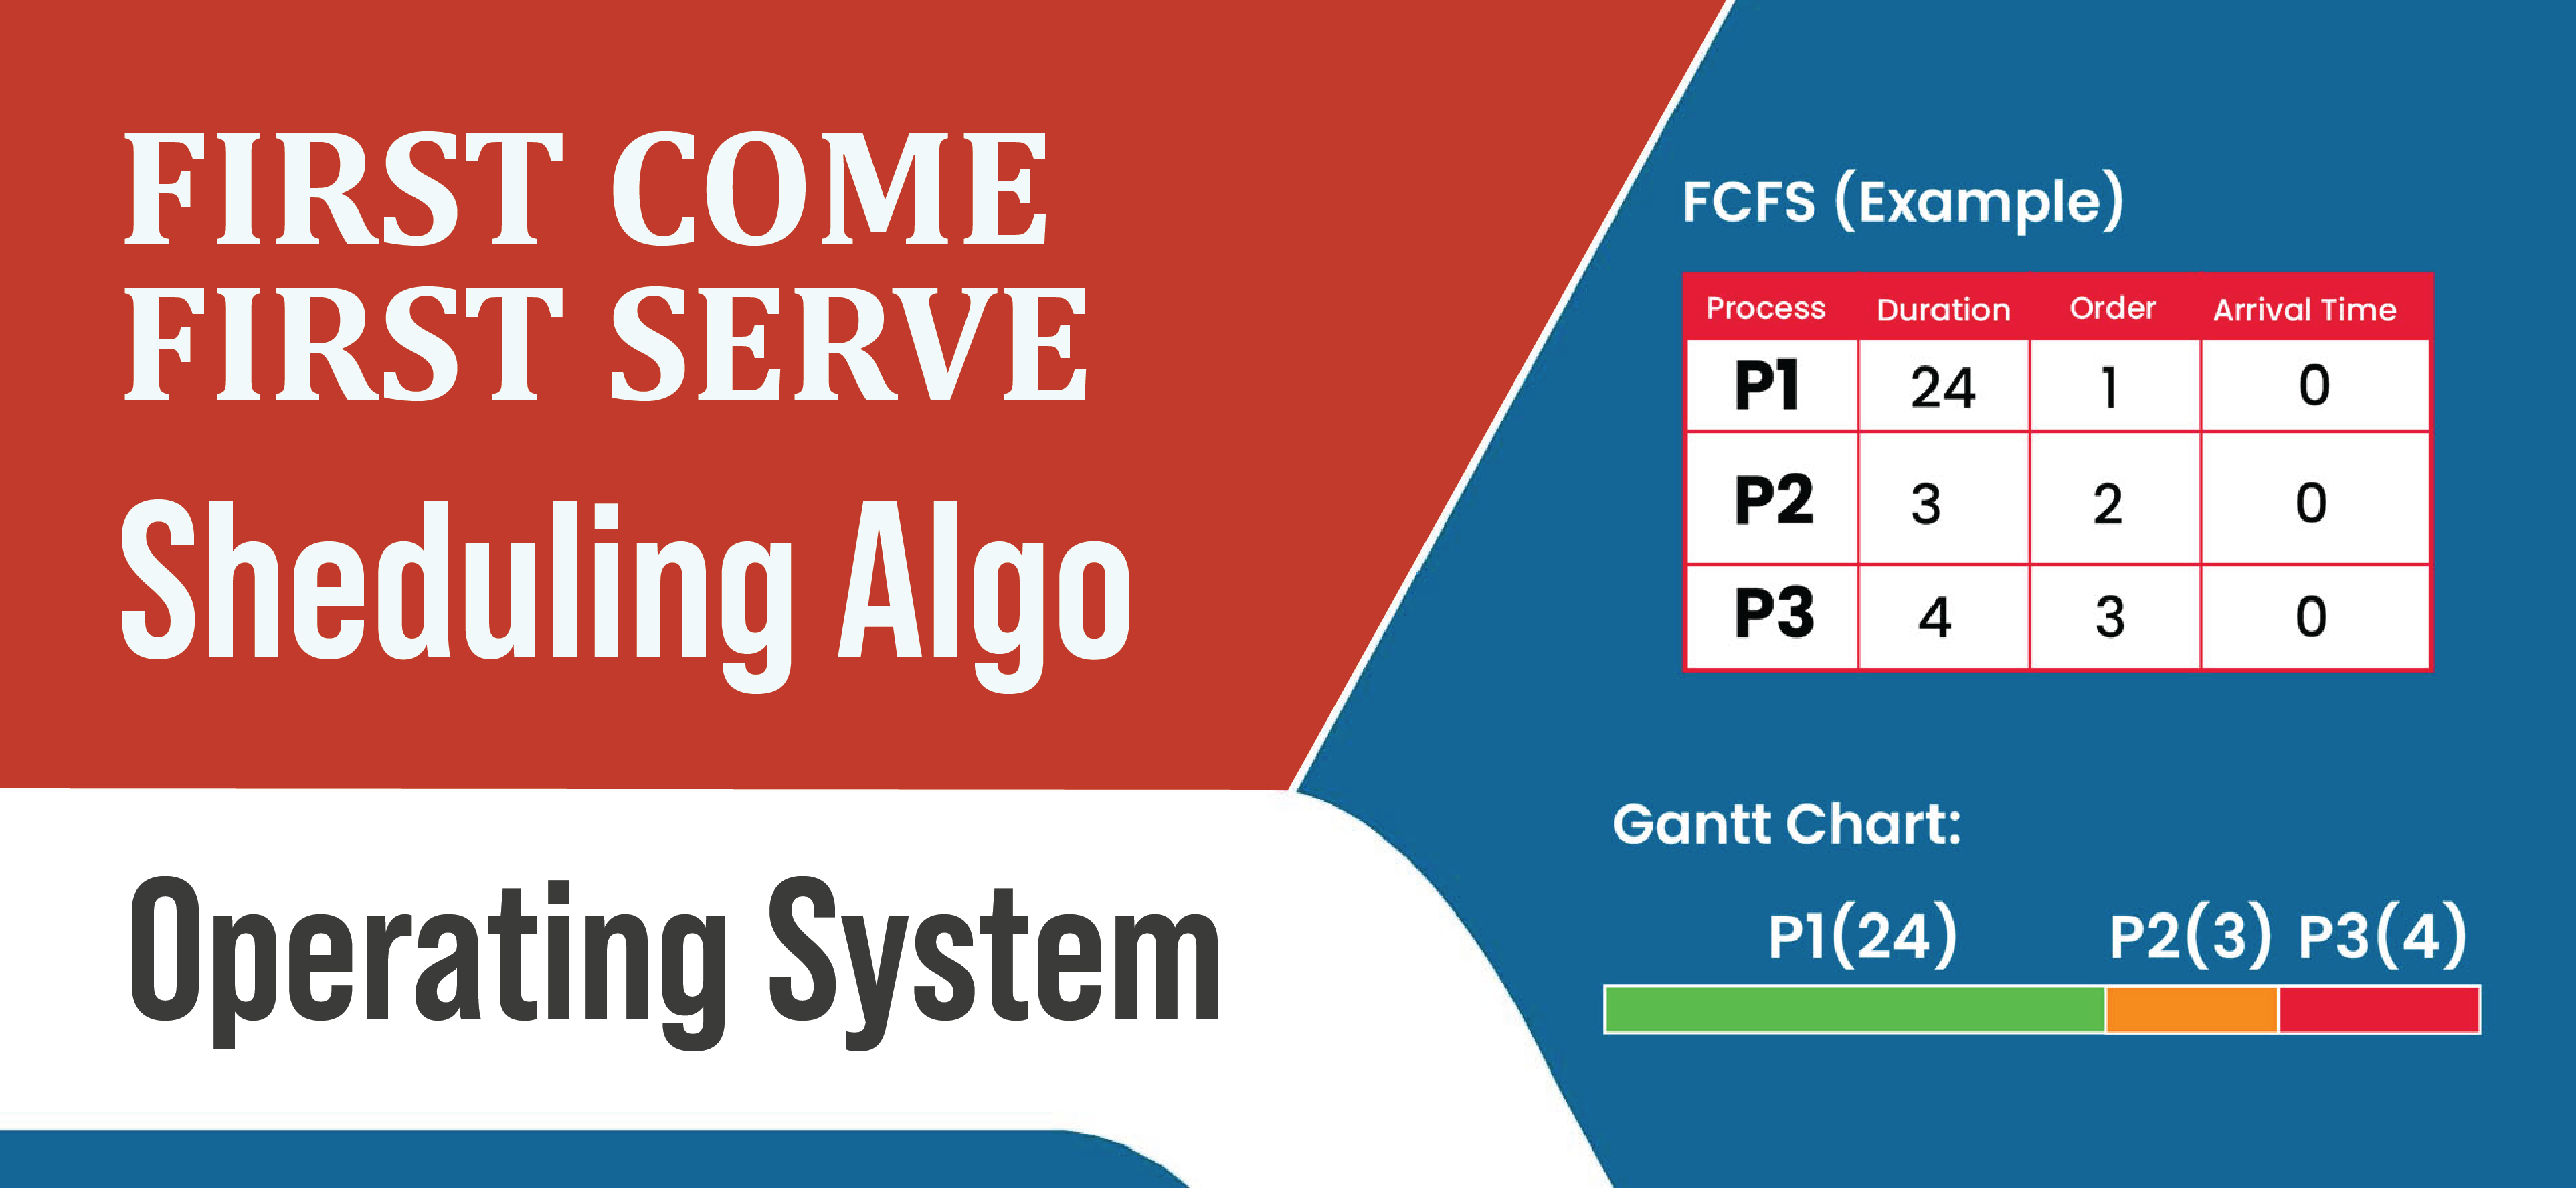 FIRST COME
FIRST SERVE
Sheduling Algo
Operating System
FCFS (Example)
Process Duration Order Arrival Time
P1 24 1 0
P2 3 2 0
P3 4 3 0
Gantt Chart:
P1(24) P2(3) P3(4)